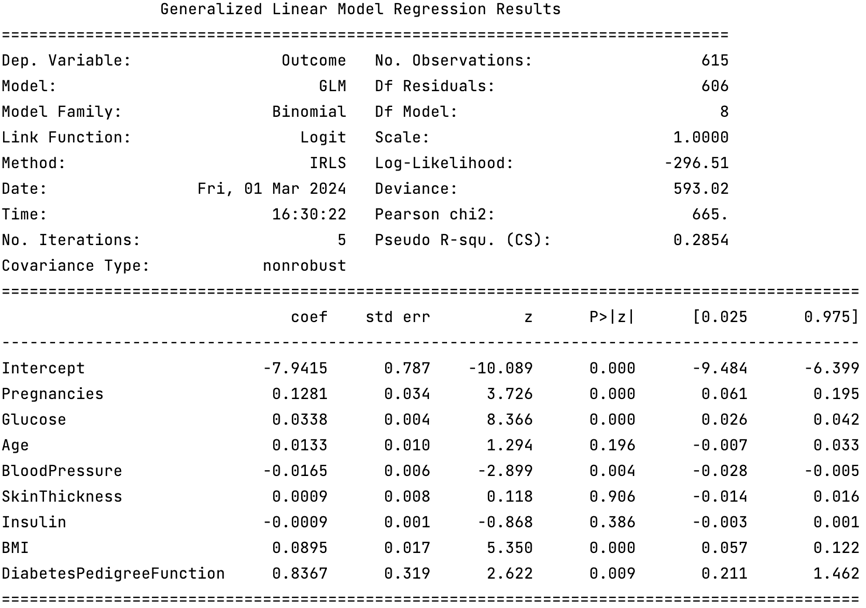 Generalized Linear Model Regression Results
==============================================================================
Dep. Variable: Outcome No. Observations: 615
Model: GLM Df Residuals: 606
Model Family: Binomial Df Model: 8
Link Function: Logit Scale: 1.0000
Method: IRLS Log-Likelihood: -296.51
Date: Fri, 01 Mar 2024 Deviance: 593.02
Time: 16:30:22 Pearson chi2: 665.
No. Iterations: 5 Pseudo R-squ. (CS): 0.2854
Covariance Type: nonrobust
============================================================================================
coef std err z P>|z| [0.025 0.975]
--------------------------------------------------------------------------------------------
Intercept -7.9415 0.787 -10.089 0.000 -9.484 -6.399
Pregnancies 0.1281 0.034 3.726 0.000 0.061 0.195
Glucose 0.0338 0.004 8.366 0.000 0.026 0.042
Age 0.0133 0.010 1.294 0.196 -0.007 0.033
BloodPressure -0.0165 0.006 -2.899 0.004 -0.028 -0.005
SkinThickness 0.0009 0.008 0.118 0.906 -0.014 0.016
Insulin -0.0009 0.001 -0.868 0.386 -0.003 0.001
BMI 0.0895 0.017 5.350 0.000 0.057 0.122
DiabetesPedigreeFunction 0.8367 0.319 2.622 0.009 0.211 1.462
============================================================================================